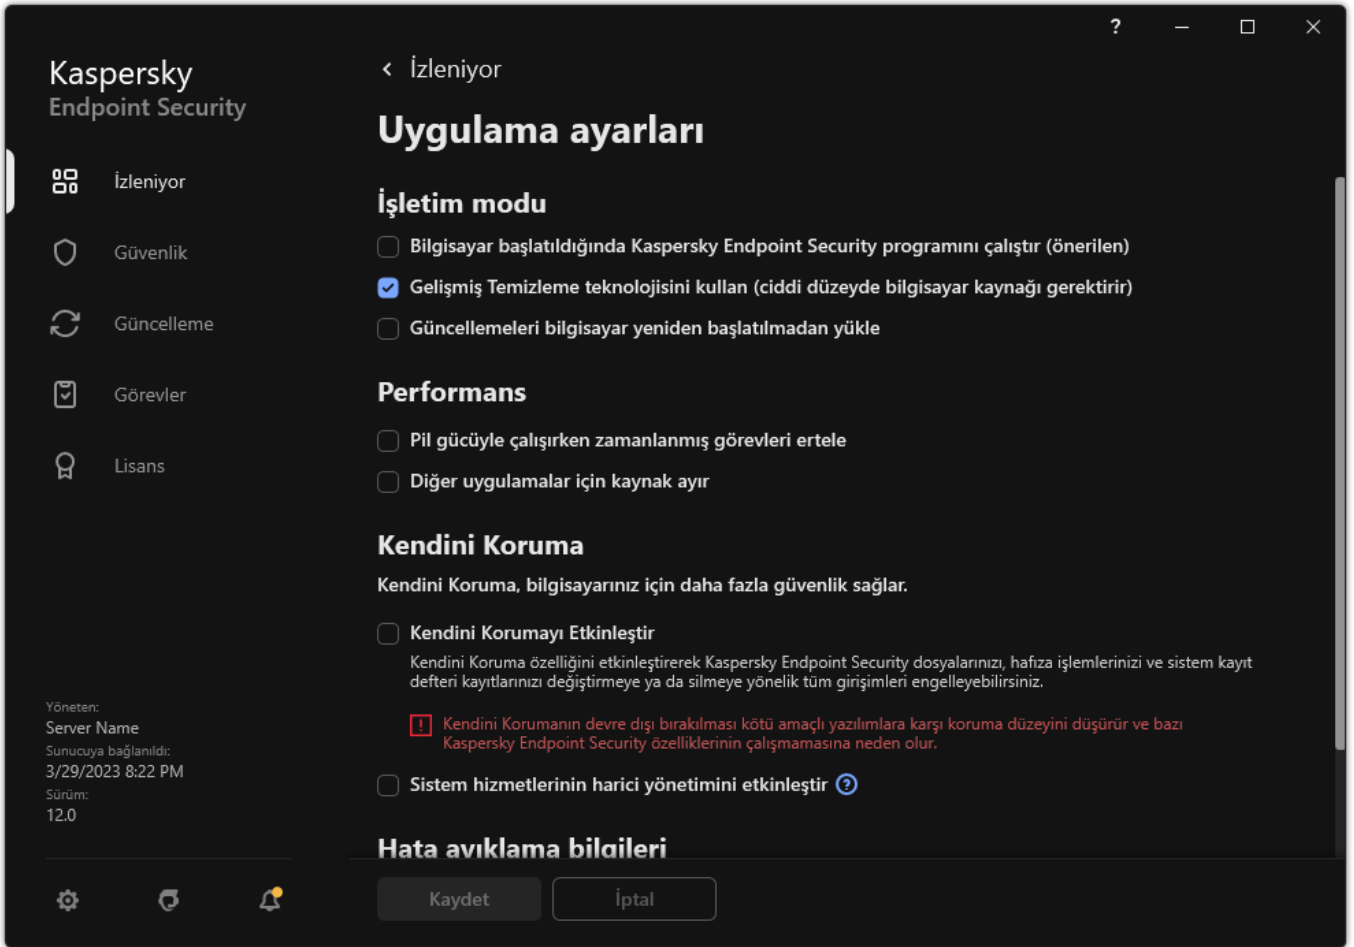 Kaspersky
Endpoint Security
İzleniyor
Güvenlik
Güncelleme
Görevler
Lisans
Yöneten:
Server Name
Sunucuya bağlanıldı:
3/29/2023 8:22 PM
Sürüm:
12.0
İzleniyor
Uygulama ayarları
İşletim modu
Bilgisayar başlatıldığında Kaspersky Endpoint Security programını çalıştır (önerilen)
Gelişmiş Temizleme teknolojisini kullan (ciddi düzeyde bilgisayar kaynağı gerektirir)
Güncellemeleri bilgisayar yeniden başlatılmadan yükle
Performans
Pil gücüyle çalışırken zamanlanmış görevleri ertele
Diğer uygulamalar için kaynak ayır
Kendini Koruma
Kendini Koruma, bilgisayarınız için daha fazla güvenlik sağlar.
Kendini Korumayı Etkinleştir
Kendini Koruma özelliğini etkinleştirerek Kaspersky Endpoint Security dosyalarınızı, hafıza işlemlerinizi ve sistem kayıt
defteri kayıtlarınızı değiştirmeye ya da silmeye yönelik tüm girişimleri engelleyebilirsiniz.
Kendini Korumanın devre dışı bırakılması kötü amaçlı yazılımlara karşı koruma düzeyini düşürür ve bazı
Kaspersky Endpoint Security özelliklerinin çalışmamasına neden olur.
Sistem hizmetlerinin harici yönetimini etkinleştir
Hata ayıklama bilgileri
Kaydet
İptal